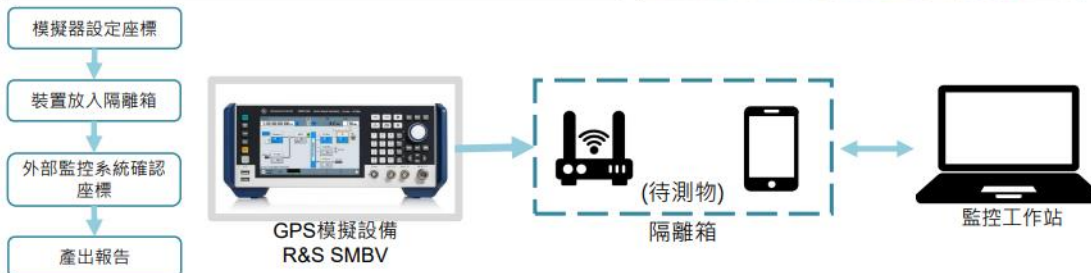 模擬器設定座標
裝置放入隔離箱
外部監控系統確認
座標
產出報告
GPS模擬設備
R&S SMBV
(待測物)
隔離箱
監控工作站